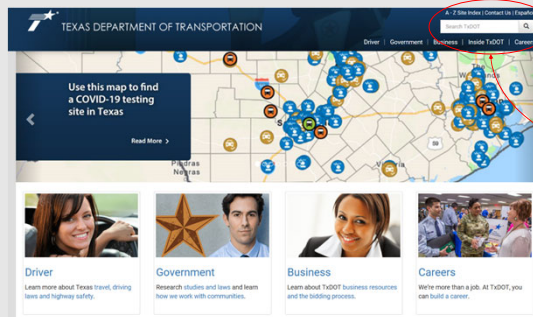 A - Z Site Index | Contact Us | Español
TEXAS DEPARTMENT OF TRANSPORTATION
Search TxDOT
Driver | Government | Business | Inside TxDOT | Careers
Use this map to find
a COVID-19 testing
site in Texas
Read More >
The
Piedras
Negras
59
Driver
Government
Business
Careers
Learn more about Texas travel, driving
laws and highway safety.
Research studies and laws and learn
how we work with communities.
Learn about TxDOT business resources
and the bidding process.
We're more than a job. At TxDOT, you
can build a career.